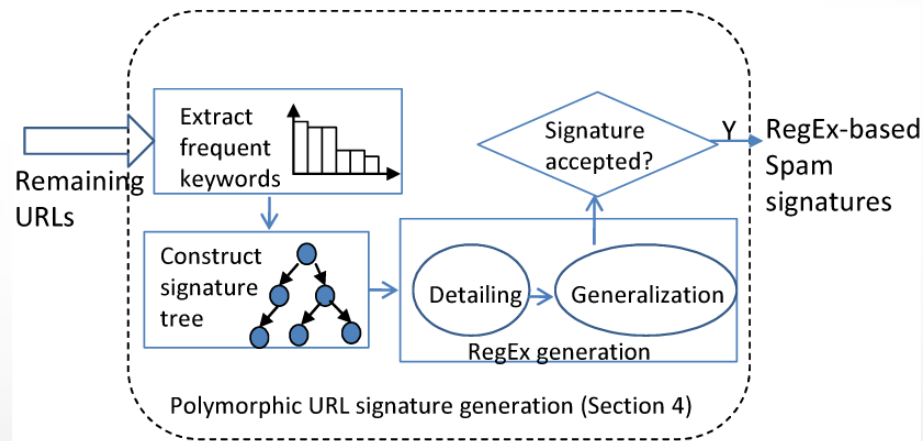 Extract
frequent
keywords
Signature
accepted?
Y
RegEx-based
Spam
signatures
Remaining
URLs
Construct
signature
tree
Detailing
Generalization
RegEx generation
Polymorphic URL signature generation (Section 4)